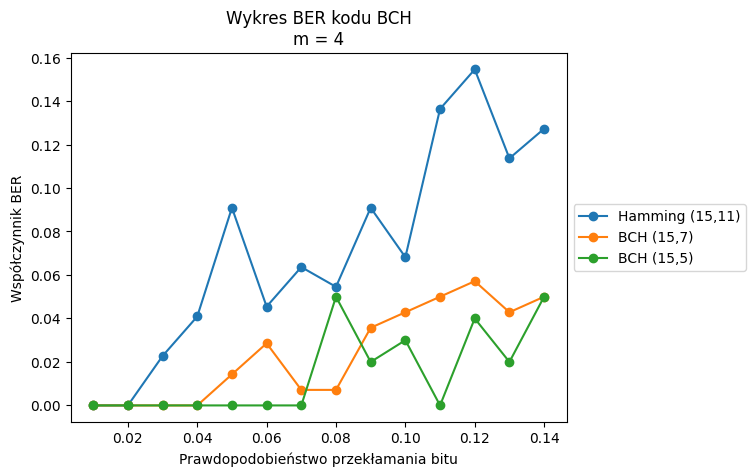 Wykres BER kodu BCH
m = 4
0.16
0.14
0.12
0.10
0.08
0.06
0.04
0.02
0.00
Współczynnik BER
0.02 0.04 0.06 0.08 0.10 0.12 0.14
Prawdopodobieństwo przekłamania bitu
Hamming (15,11)
BCH (15,7)
BCH (15,5)